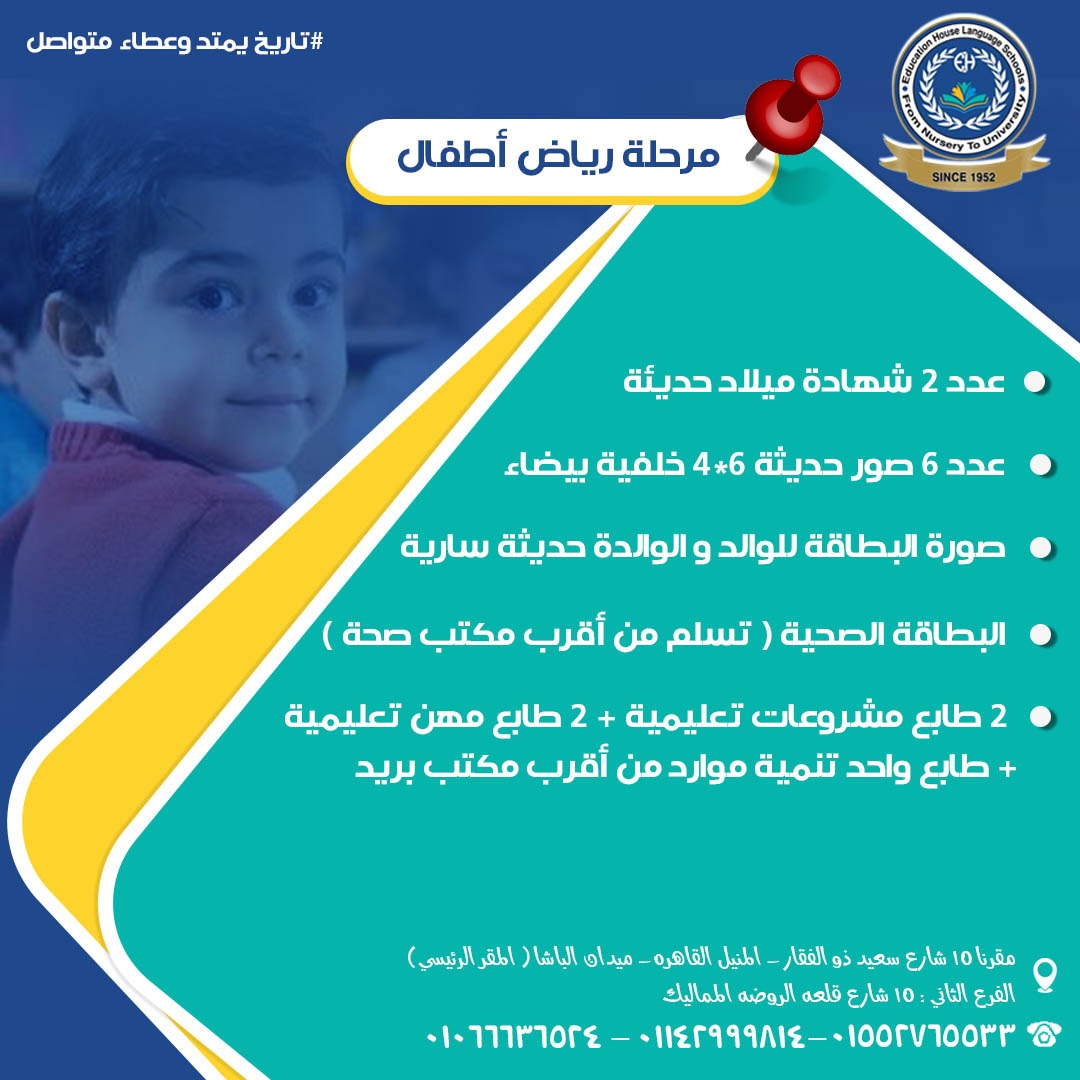 #تاريخ يمتد وعطاء متواصل
Education House Language Schools
EH
From Nursery To University
SINCE 1952
مرحلة رياض أطفال
عدد 2 شهادة ميلاد حديئة
عدد 6 صور حديثة 6*4 خلفية بيضاء
صورة البطاقة للوالد و الوالدة حديثة سارية
البطاقة الصحية ( تسلم من أقرب مكتب صحة )
2 طابع مشروعات تعليمية + 2 طابع مهن تعليمية
+ طابع واحد تنمية موارد من أقرب مكتب بريد
مقرنا ١٥ شارع سعيد ذو الفقار - المنيل القاهره - ميدان الباشا ( المقر الرئيسي )
الفرع الثاني : ١٥ شارع قلعه الروضه المماليك
٠١٥٥٢٧٦٥٥٣٣ - ٠١١٤٢٩٩٩٨١٤ - ٠١٠٦٦٦٣٦٥٢٤